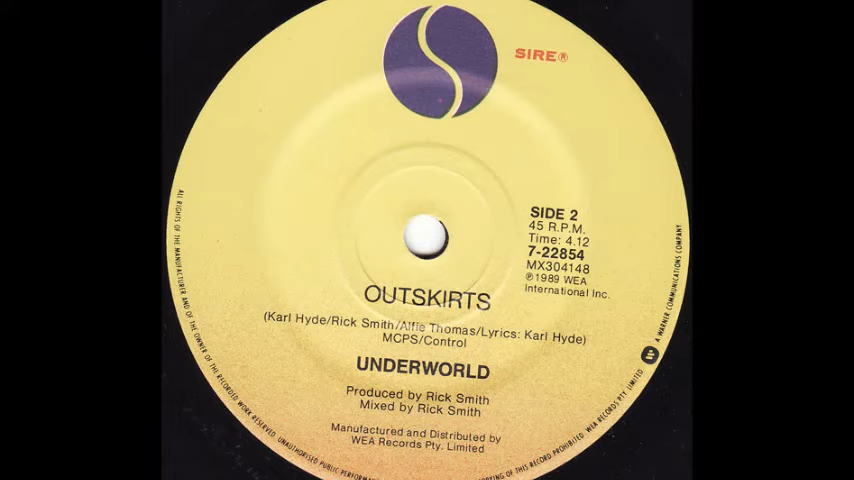 SIRE®
SIDE 2
45 R.P.M.
Time: 4.12
7-22854
MX304148
℗1989 WEA
International Inc.
OUTSKIRTS
(Karl Hyde/Rick Smith/Alfie Thomas/Lyrics: Karl Hyde)
MCPS/Control
UNDERWORLD
Produced by Rick Smith
Mixed by Rick Smith
Manufactured and Distributed by
WEA Records Pty. Limited
ALL RIGHTS OF THE MANUFACTURER AND OF THE OWNER OF THE RECORDED WORK RESERVED. UNAUTHORISED PUBLIC PERFORMA
COPYING OF THIS RECORD PROHIBITED. WEA RECORDS PTY. LIMITED
A WARNER COMMUNICATIONS COMPANY